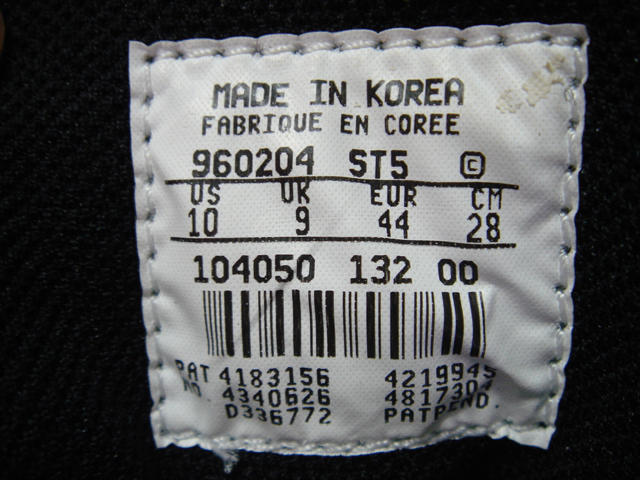 MADE IN KOREA
FABRIQUE EN COREE
960204 ST5 ©
US UK EUR CM
10 9 44 28
104050 132 00
PAT 4183156 4219945
NO. 4340626 4817304
D336772 PAT PEND.